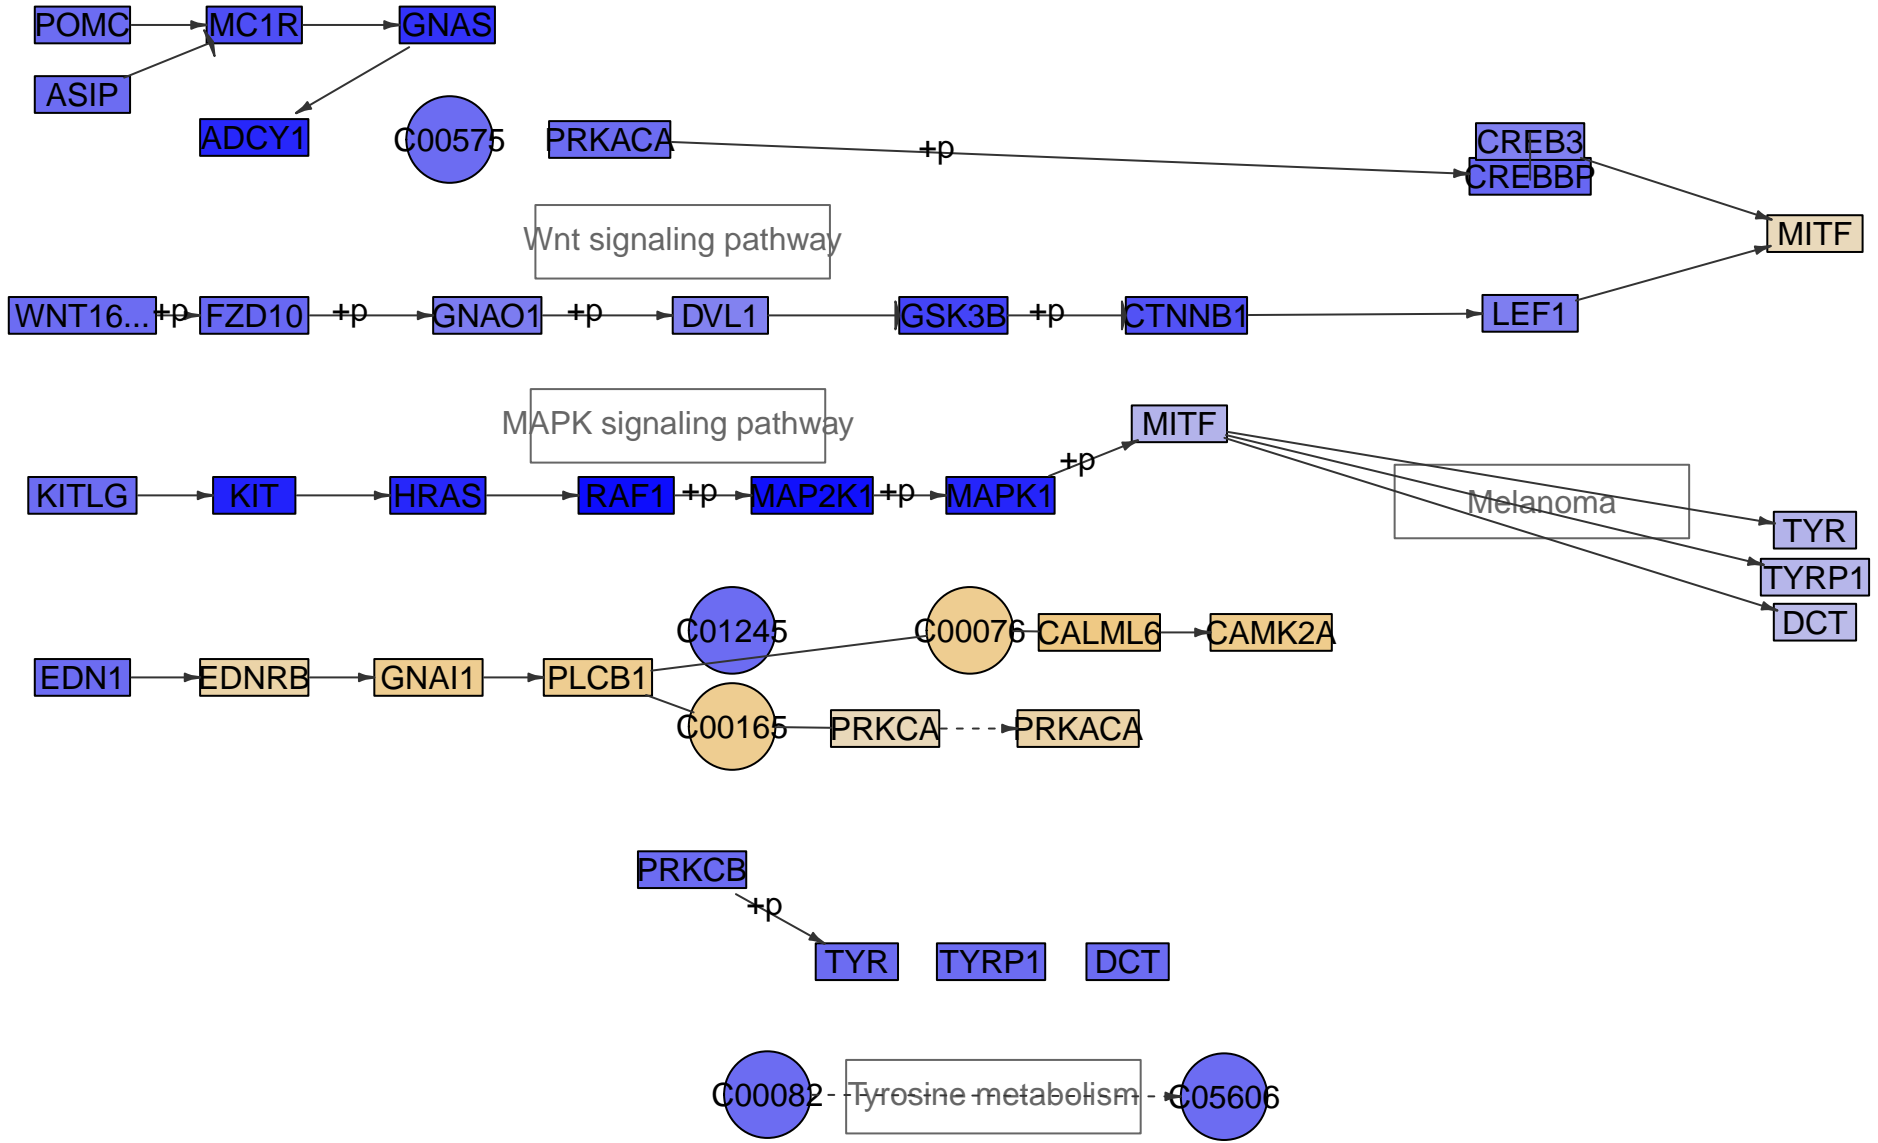 POMC
MC1R
GNAS
ASIP
ADCY1
C00575
PRKACA
+p
CREB3
CREBBP
MITF
Wnt signaling pathway
WNT16...
+p
FZD10
+p
GNAO1
+p
DVL1
GSK3B
+p
CTNNB1
LEF1
MAPK signaling pathway
MITF
KITLG
KIT
HRAS
RAF1
+p
MAP2K1
+p
MAPK1
+p
Melanoma
TYR
TYRP1
DCT
C01245
C00076
CALML6
CAMK2A
EDN1
EDNRB
GNAI1
PLCB1
C00165
PRKCA
PRKACA
PRKCB
+p
TYR
TYRP1
DCT
C00082
Tyrosine metabolism
C05606